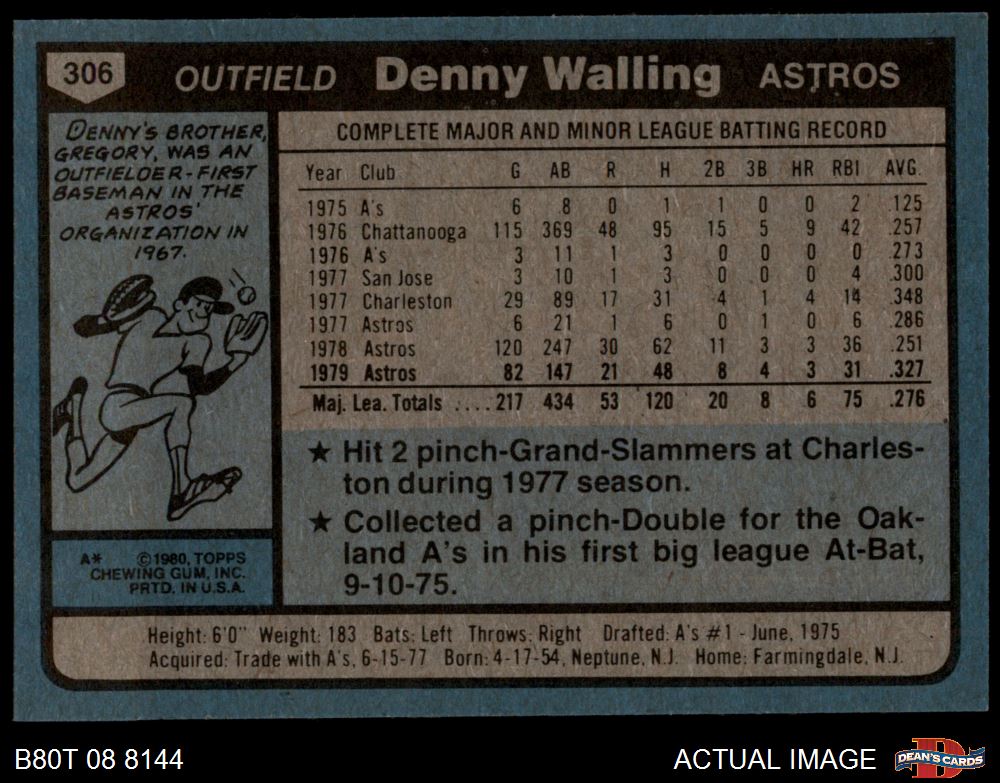 306 OUTFIELD Denny Walling ASTROS
DENNY'S BROTHER,
GREGORY, WAS AN
OUTFIELDER-FIRST
BASEMAN IN THE
ASTROS'
ORGANIZATION IN
1967.
A* ©1980, TOPPS
CHEWING GUM, INC.
PRTD. IN U.S.A.
COMPLETE MAJOR AND MINOR LEAGUE BATTING RECORD
Year Club G AB R H 2B 3B HR RBI AVG.
1975 A's 6 8 0 1 1 0 0 2 .125
1976 Chattanooga 115 369 48 95 15 5 9 42 .257
1976 A's 3 11 1 3 0 0 0 0 .273
1977 San Jose 3 10 1 3 0 0 0 4 .300
1977 Charleston 29 89 17 31 4 1 4 14 .348
1977 Astros 6 21 1 6 0 1 0 6 .286
1978 Astros 120 247 30 62 11 3 3 36 .251
1979 Astros 82 147 21 48 8 4 3 31 .327
Maj. Lea. Totals ....217 434 53 120 20 8 6 75 .276
★ Hit 2 pinch-Grand-Slammers at Charles-
ton during 1977 season.
★ Collected a pinch-Double for the Oak-
land A's in his first big league At-Bat,
9-10-75.
Height: 6'0" Weight: 183 Bats: Left Throws: Right Drafted: A's #1 - June, 1975
Acquired: Trade with A's, 6-15-77 Born: 4-17-54, Neptune, N.J. Home: Farmingdale, N.J.
B80T 08 8144 ACTUAL IMAGE D DEAN'S CARDS